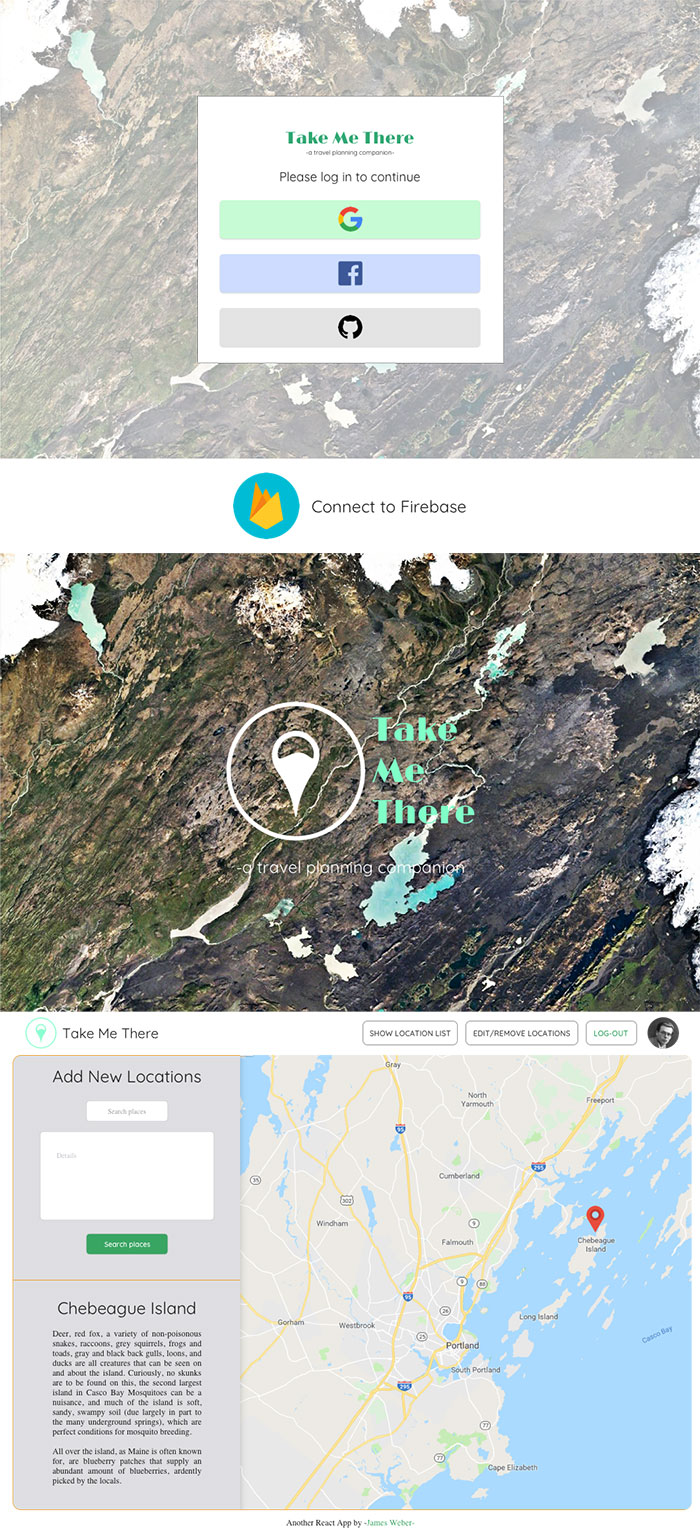 Take Me There
-a travel planning companion-
Please log in to continue
Connect to Firebase
Take
Me
There
-a travel planning companion
Take Me There
SHOW LOCATION LIST
EDIT/REMOVE LOCATIONS
LOG-OUT
Add New Locations
Search places
Details
Search places
Chebeague Island
Deer, red fox, a variety of non-poisonous
snakes, raccoons, grey squirrels, frogs and
toads, gray and black back gulls, loons, and
ducks are all creatures that can be seen on
and about the island. Curiously, no skunks
are to be found on this, the second largest
island in Casco Bay Mosquitoes can be a
nuisance, and much of the island is soft,
sandy, swampy soil (due largely in part to
the many underground springs), which are
perfect conditions for mosquito breeding.
All over the island, as Maine is often known
for, are blueberry patches that supply an
abundant amount of blueberries, ardently
picked by the locals.
Gray
North
Yarmouth
Freeport
95
295
Cumberland
35
302
Windham
9
Falmouth
Chebeague
Island
9
88
95
26
Long Island
Gorham
Westbrook
25
Portland
Casco Bay
South Portland
295
77
77
Cape Elizabeth
Another React App by -James Weber-